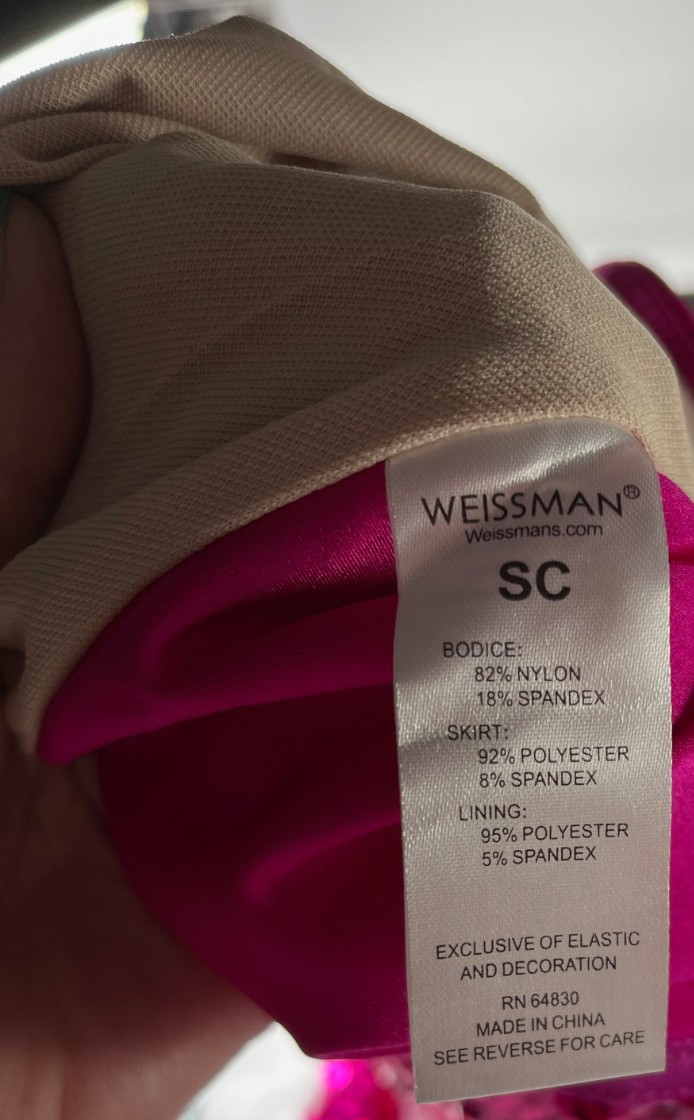 WEISSMAN®
Weissmans.com
SC
BODICE:
82% NYLON
18% SPANDEX
SKIRT:
92% POLYESTER
8% SPANDEX
LINING:
95% POLYESTER
5% SPANDEX
EXCLUSIVE OF ELASTIC
AND DECORATION
RN 64830
MADE IN CHINA
SEE REVERSE FOR CARE